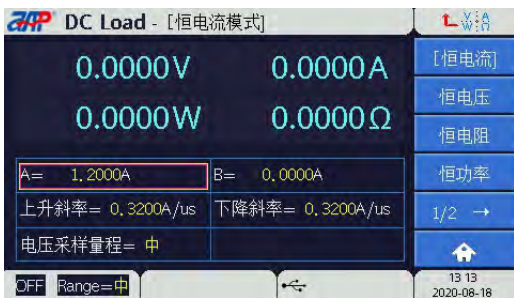 DC Load - [恒电流模式]
0.0000V 0.0000A
0.0000W 0.0000Ω
A= 1.2000A B= 0.0000A
上升斜率= 0.3200A/us 下降斜率= 0.3200A/us
电压采样量程= 中
OFF Range=中
[恒电流]
恒电压
恒电阻
恒功率
1/2 →
13 13
2020-08-18